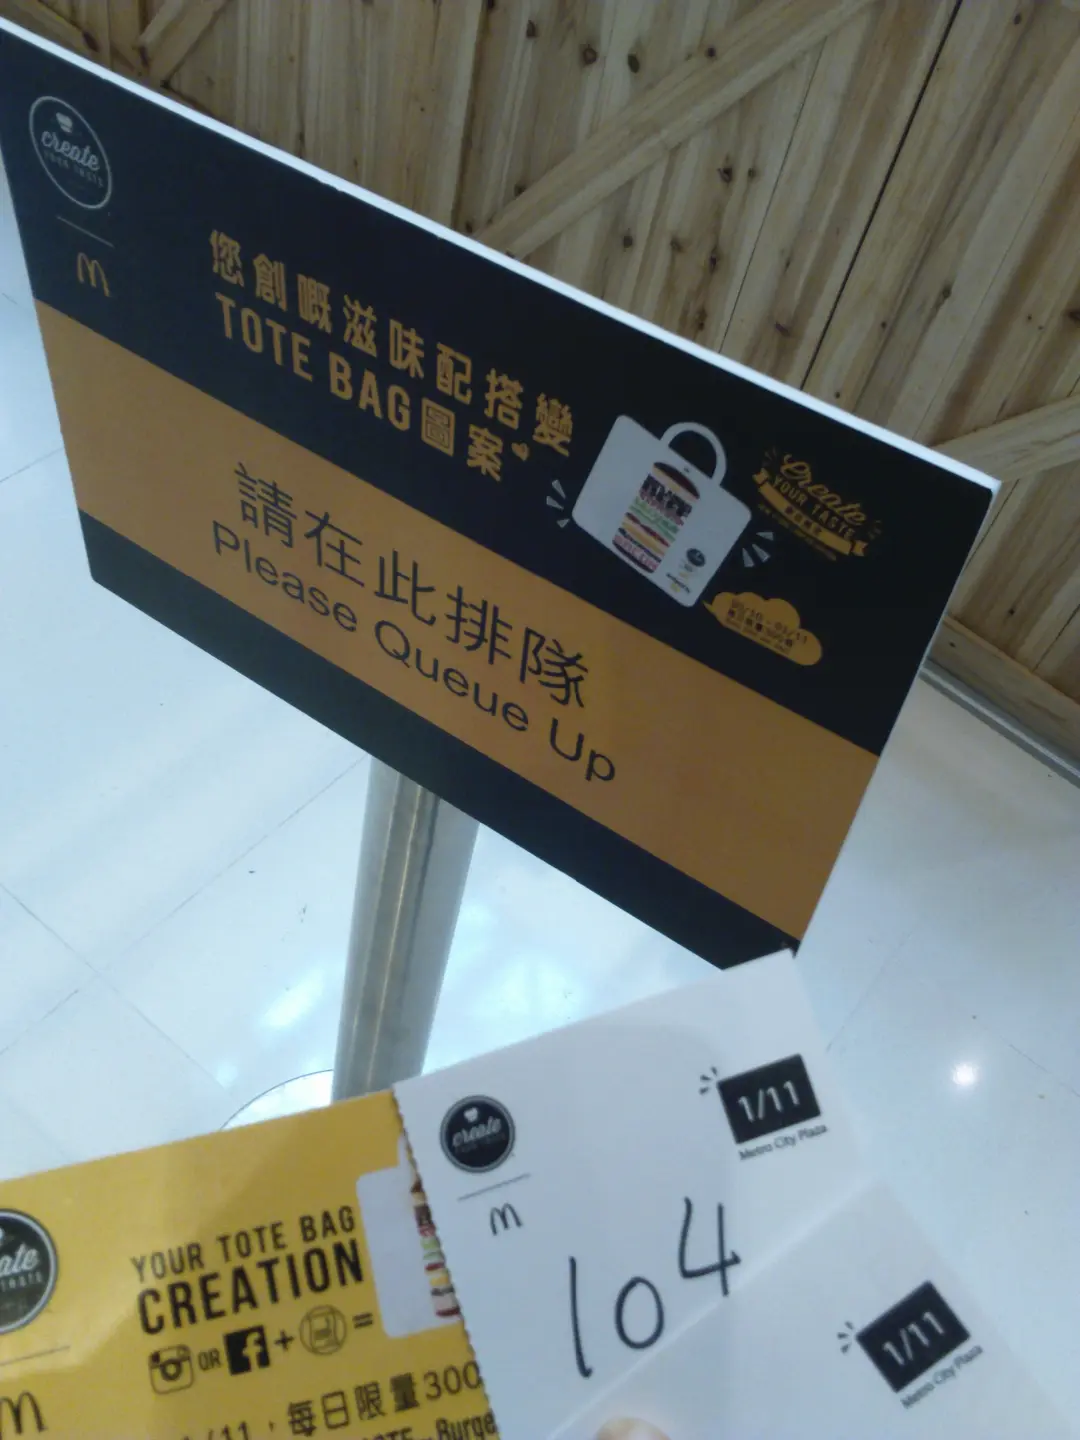 create
YOUR TASTE
您創嘅滋味配搭變
TOTE BAG圖案
Create
YOUR TASTE
請在此排隊
Please Queue Up
create
1/11
Metro City Plaza
104
1/11
Metro City Plaza
YOUR TOTE BAG
CREATION
OR + =
1/11，每日限量300